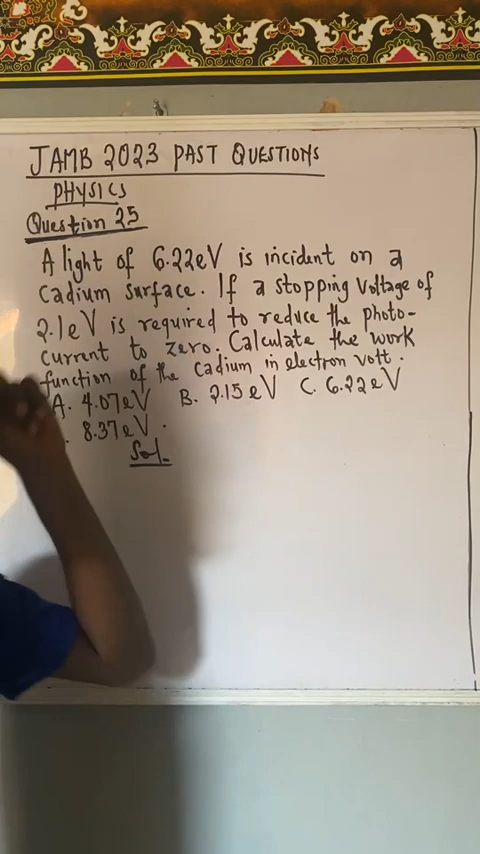 JAMB 2023 PAST QUESTIONS
PHYSICS
Question 25
A light of 6.22eV is incident on a
Cadium surface. If a stopping voltage of
2.1eV is required to reduce the photo-
current to zero. Calculate the work
function of the Cadium in electron vott.
A. 4.07eV B. 2.15eV C. 6.22eV
. 8.37eV.
Sol.